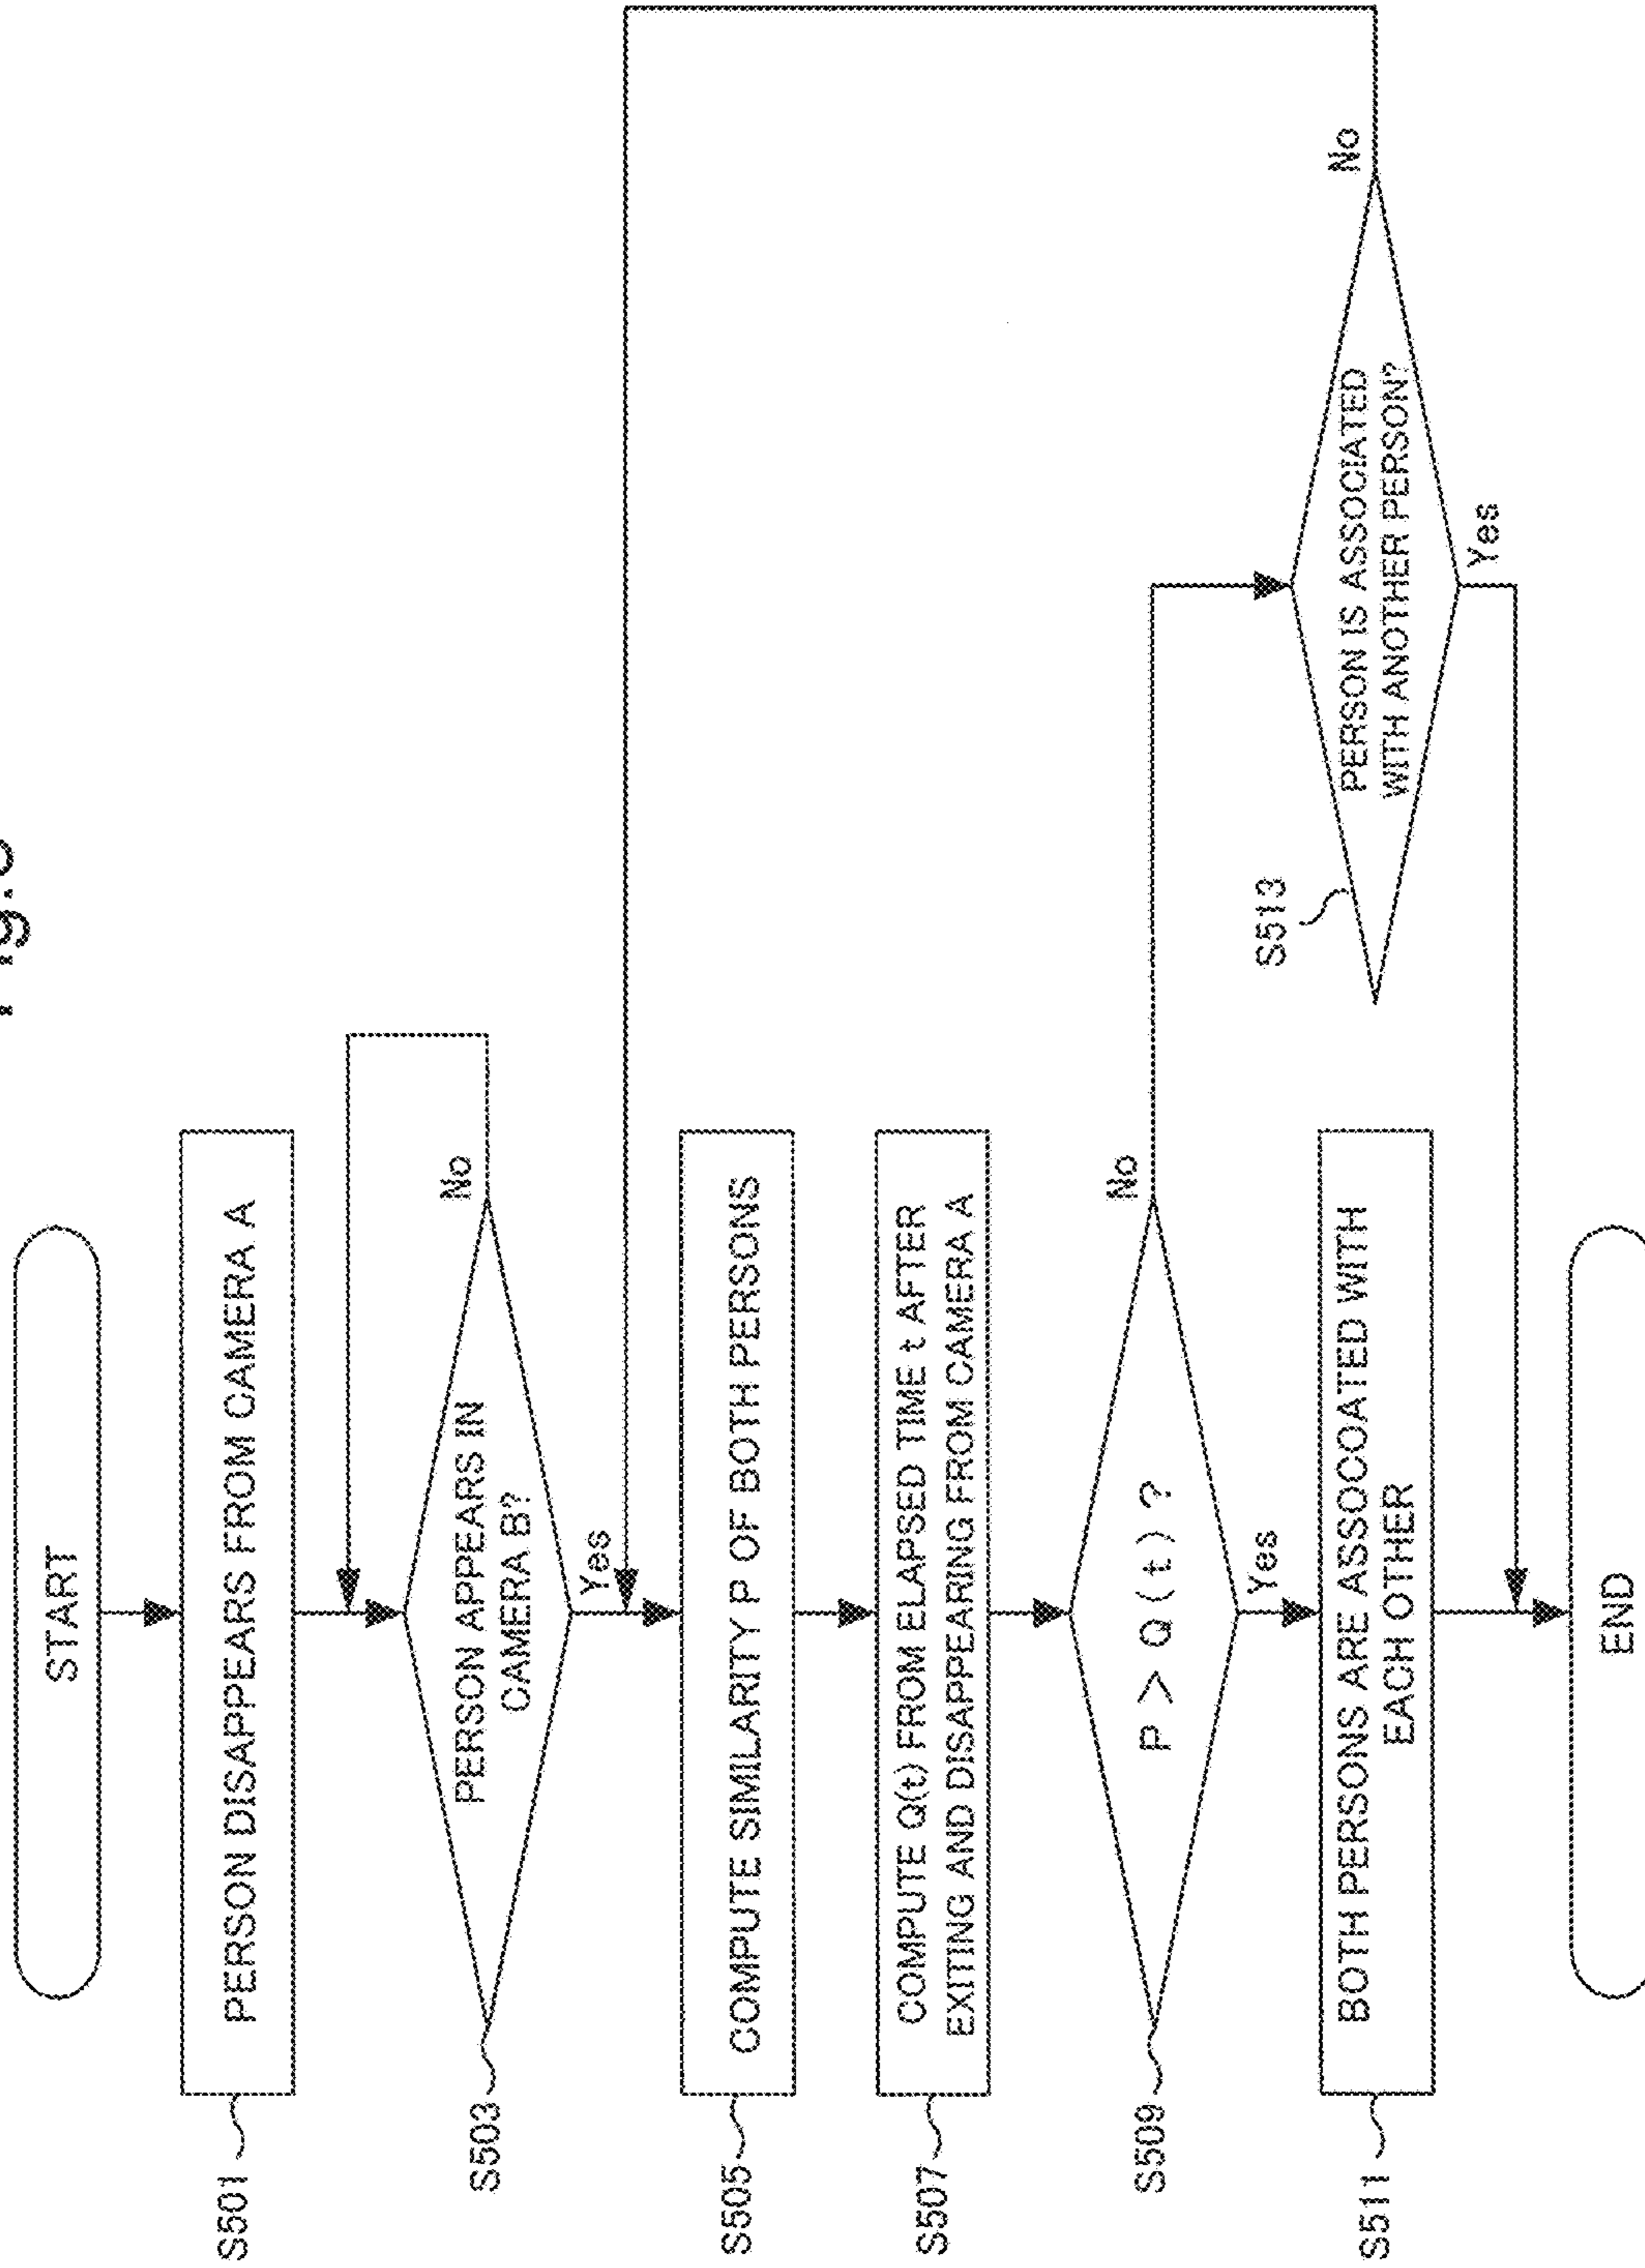 START
S501
PERSON DISAPPEARS FROM CAMERA A
S503
PERSON APPEARS IN
CAMERA B?
No
Yes
S505
COMPUTE SIMILARITY P OF BOTH PERSONS
S507
COMPUTE Q(t) FROM ELAPSED TIME t AFTER
EXITING AND DISAPPEARING FROM CAMERA A
S509
P > Q(t) ?
No
Yes
S513
PERSON IS ASSOCIATED
WITH ANOTHER PERSON?
No
Yes
S511
BOTH PERSONS ARE ASSOCOATED WITH
EACH OTHER
END